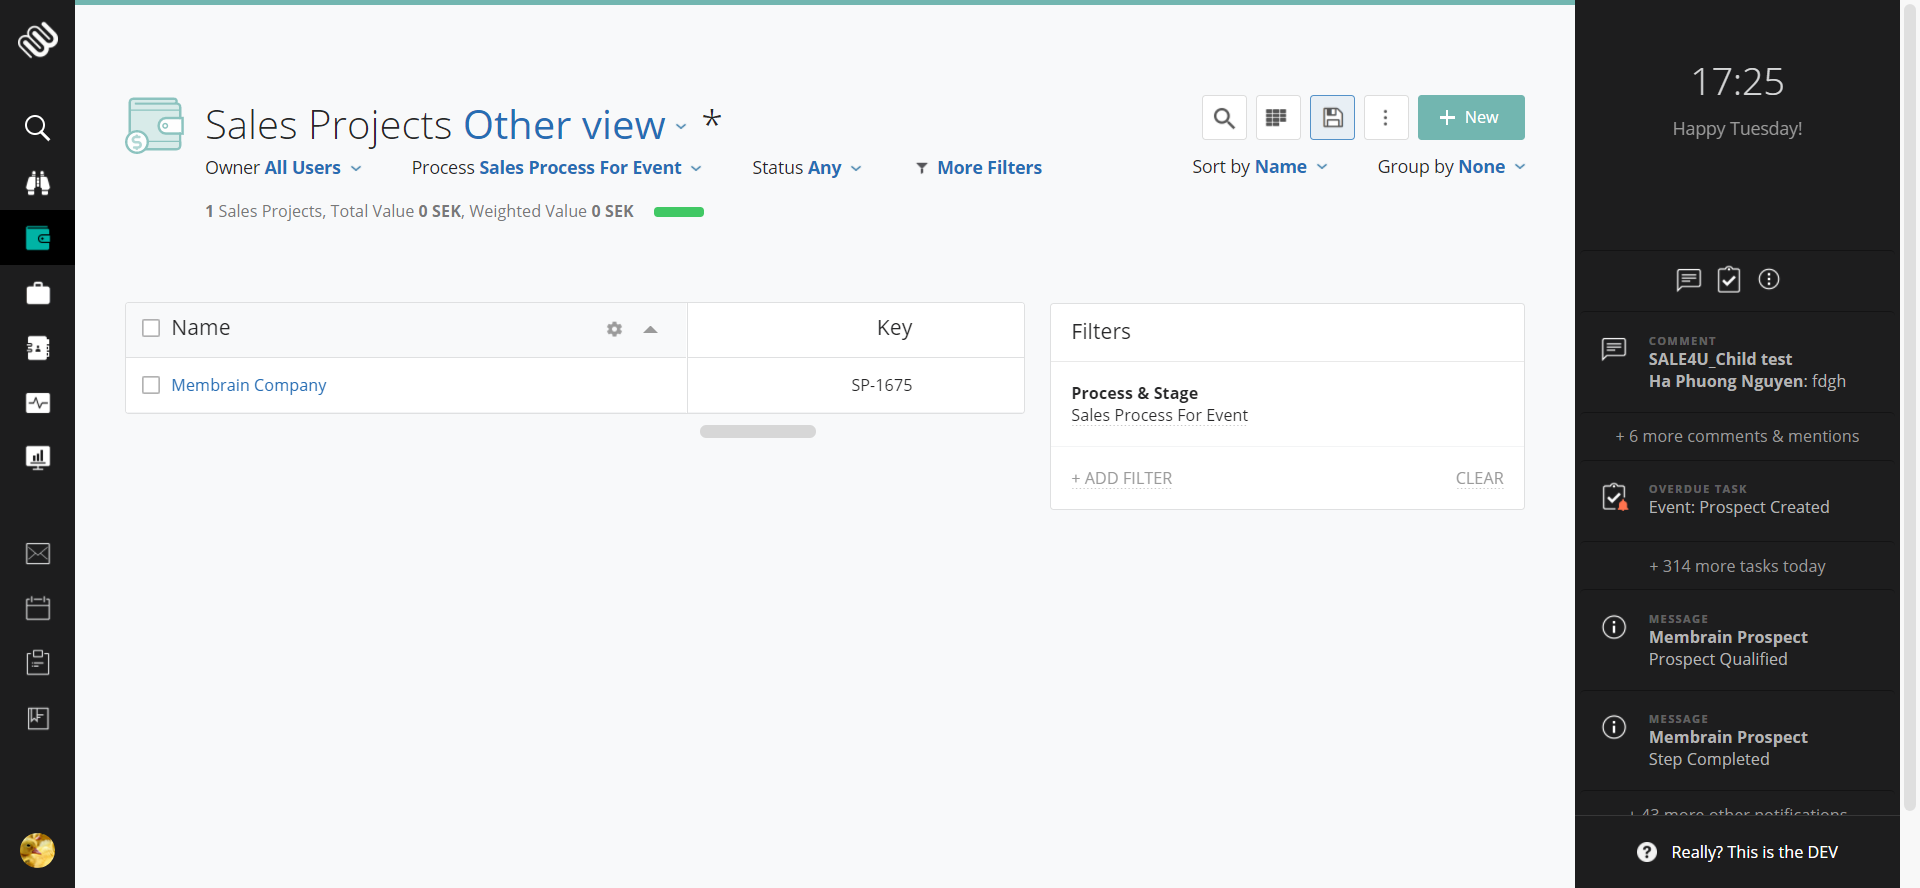 Sales Projects Other view *
+ New
Owner All Users
Process Sales Process For Event
Status Any
More Filters
Sort by Name
Group by None
1 Sales Projects, Total Value 0 SEK, Weighted Value 0 SEK
Name
Key
Membrain Company
SP-1675
Filters
Process & Stage
Sales Process For Event
+ ADD FILTER
CLEAR
17:25
Happy Tuesday!
COMMENT
SALE4U_Child test
Ha Phuong Nguyen: fdgh
+ 6 more comments & mentions
OVERDUE TASK
Event: Prospect Created
+ 314 more tasks today
MESSAGE
Membrain Prospect
Prospect Qualified
MESSAGE
Membrain Prospect
Step Completed
+ 43 more other notifications
Really? This is the DEV